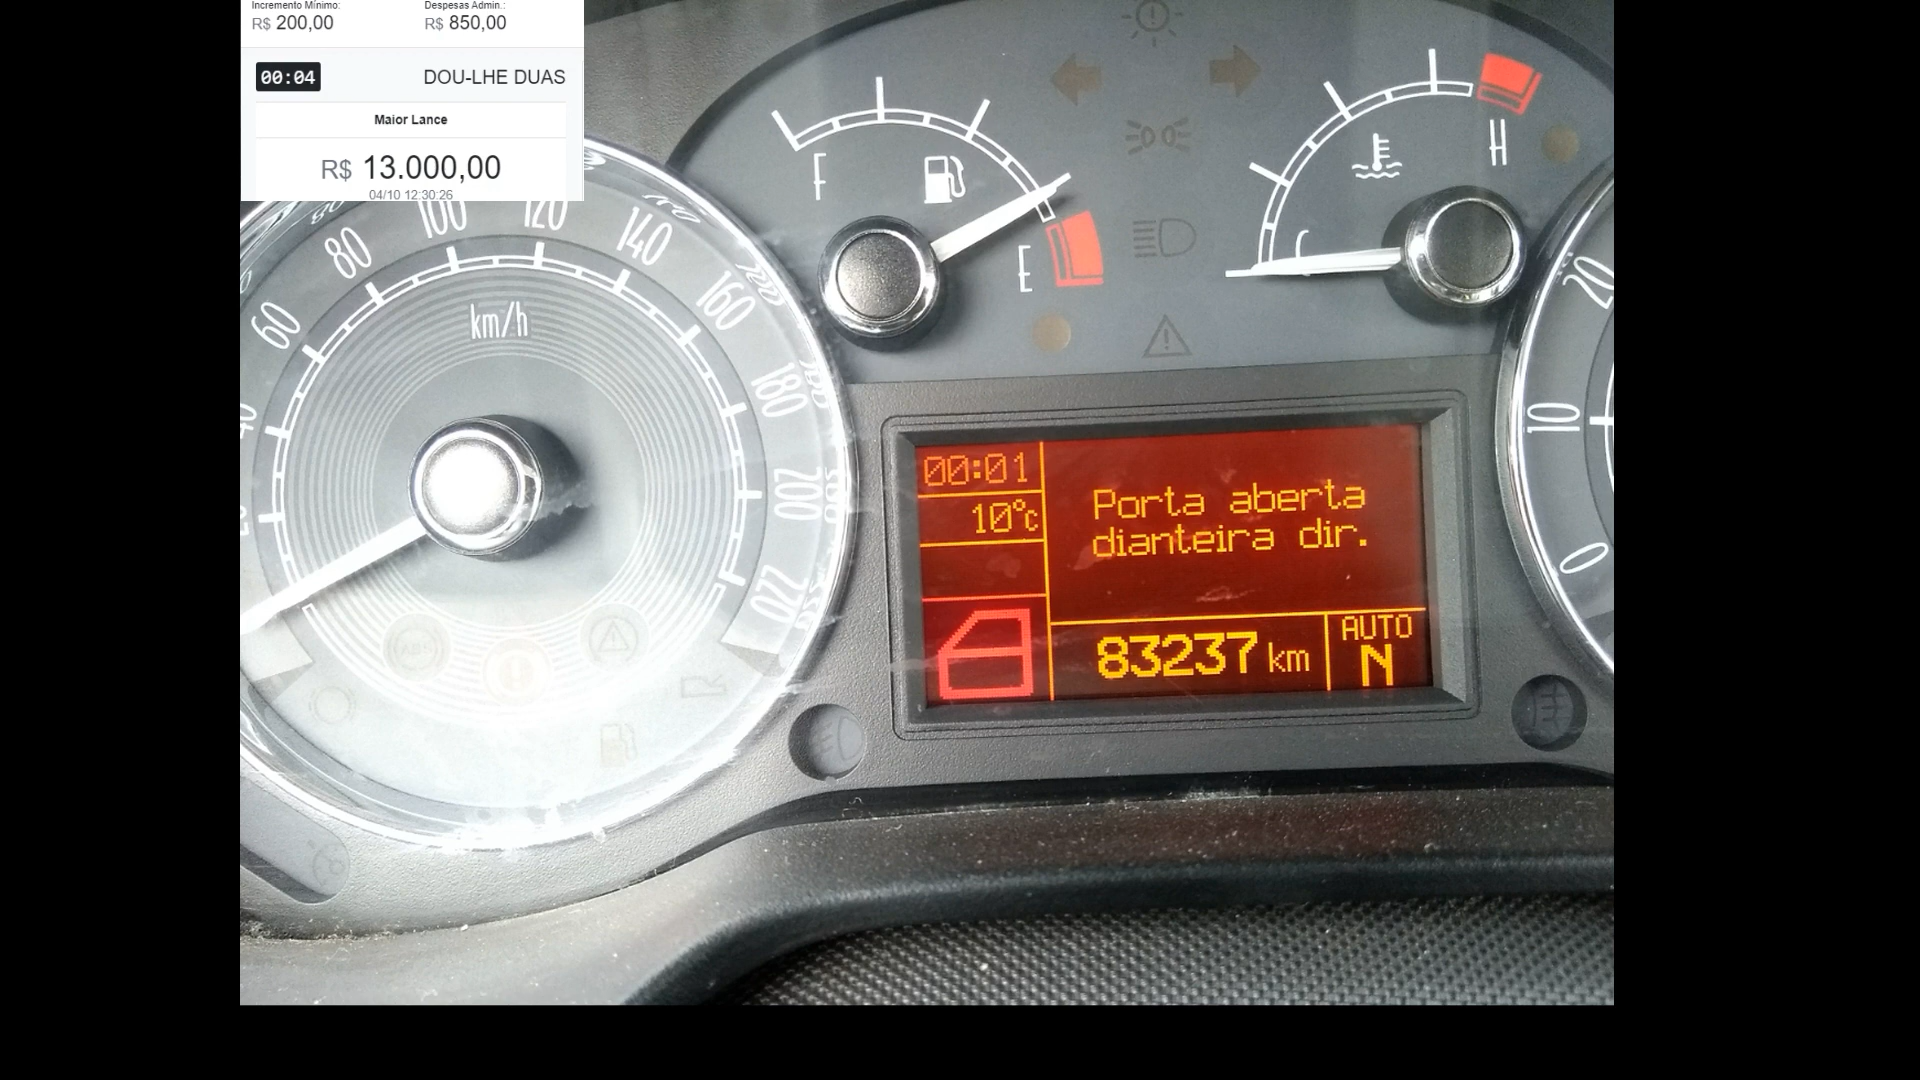 Incremento Mínimo:
Despesas Admin.:
R$ 200,00
R$ 850,00
00:04
DOU-LHE DUAS
Maior Lance
R$ 13.000,00
04/10 12:30:26
60
80
100
120
140
160
180
200
220
km/h
F
E
C
H
ABS
00:01
10°c
Porta aberta
dianteira dir.
83237 km
AUTO
N
20
10
0